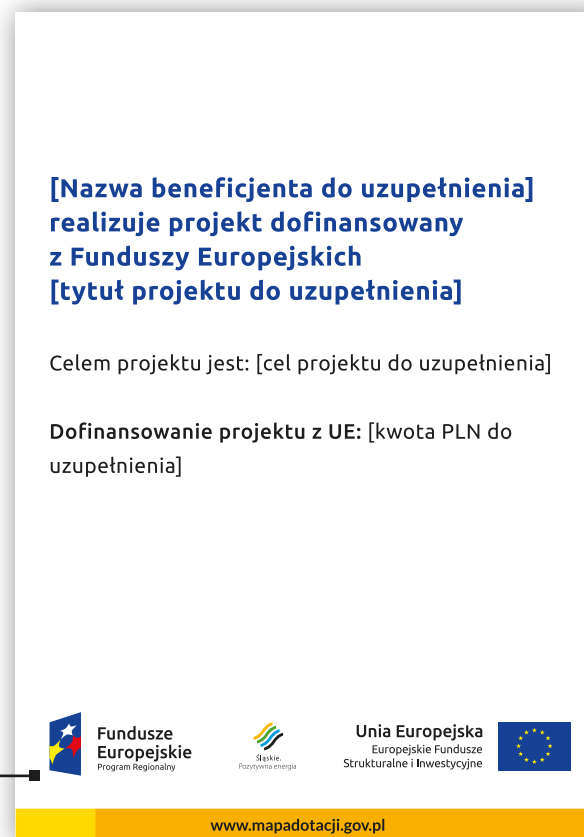 [Nazwa beneficjenta do uzupełnienia]
realizuje projekt dofinansowany
z Funduszy Europejskich
[tytuł projektu do uzupełnienia]
Celem projektu jest: [cel projektu do uzupełnienia]
Dofinansowanie projektu z UE: [kwota PLN do
uzupełnienia]
Fundusze
Europejskie
Program Regionalny
Śląskie.
Pozytywna energia
Unia Europejska
Europejskie Fundusze
Strukturalne i Inwestycyjne
www.mapadotacji.gov.pl